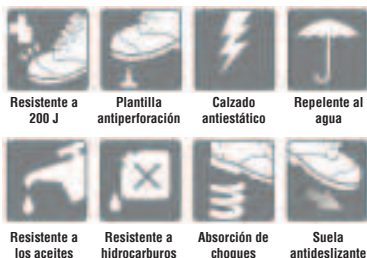 Resistente a
200 J
Plantilla
antiperforación
Calzado
antiestático
Repelente al
agua
Resistente a
los aceites
Resistente a
hidrocarburos
Absorción de
choques
Suela
antideslizante